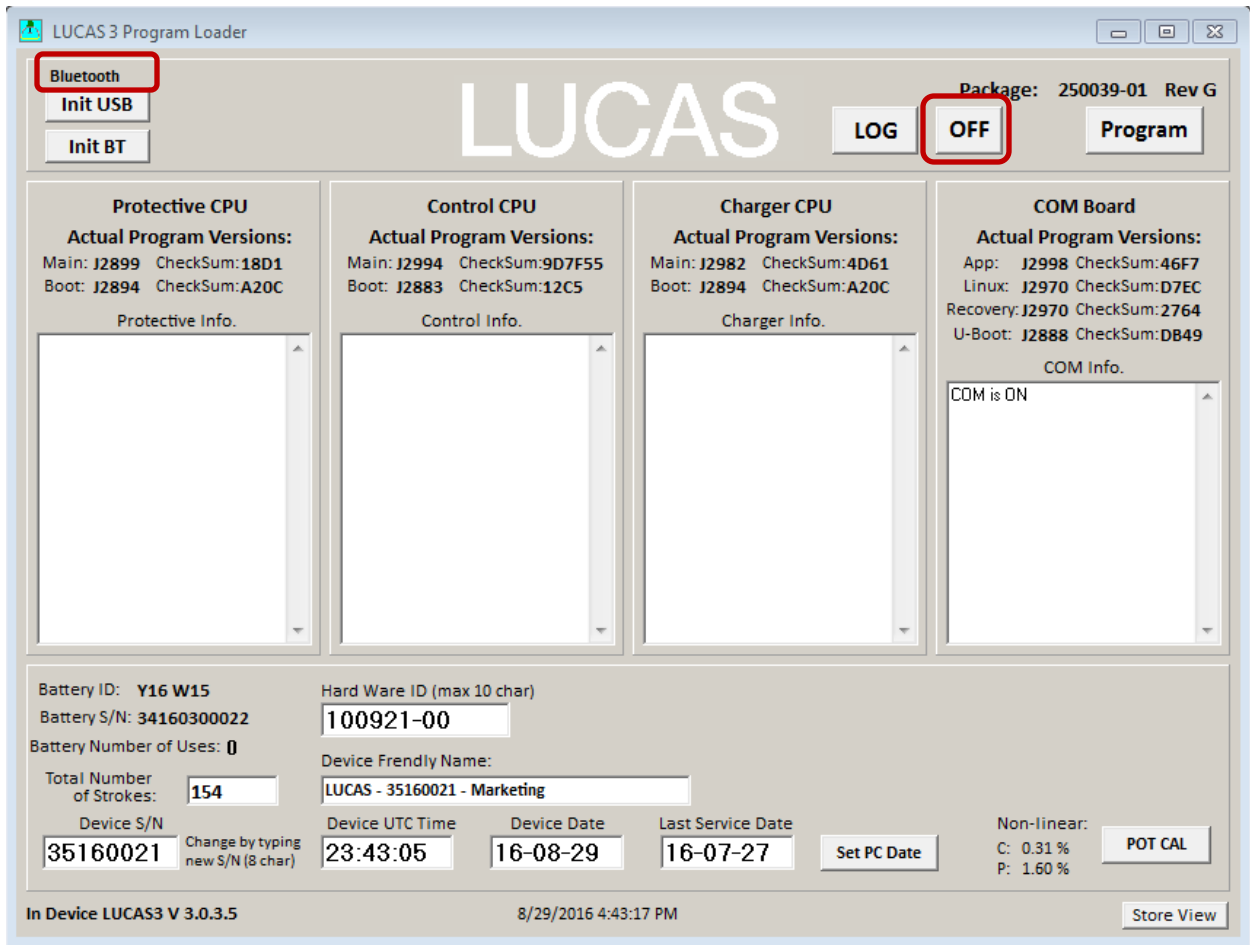 LUCAS 3 Program Loader
Bluetooth
Init USB
Init BT
LUCAS
Package: 250039-01 Rev G
LOG
OFF
Program
Protective CPU
Actual Program Versions:
Main: J2899 CheckSum:18D1
Boot: J2894 CheckSum:A20C
Protective Info.
Control CPU
Actual Program Versions:
Main: J2994 CheckSum:9D7F55
Boot: J2883 CheckSum:12C5
Control Info.
Charger CPU
Actual Program Versions:
Main: J2982 CheckSum:4D61
Boot: J2894 CheckSum:A20C
Charger Info.
COM Board
Actual Program Versions:
App: J2998 CheckSum:46F7
Linux: J2970 CheckSum:D7EC
Recovery: J2970 CheckSum:2764
U-Boot: J2888 CheckSum:DB49
COM Info.
COM is ON
Battery ID: Y16 W15
Battery S/N: 34160300022
Battery Number of Uses: 0
Total Number
of Strokes:
154
Hard Ware ID (max 10 char)
100921-00
Device Frendly Name:
LUCAS - 35160021 - Marketing
Device S/N
35160021
Change by typing
new S/N (8 char)
Device UTC Time
23:43:05
Device Date
16-08-29
Last Service Date
16-07-27
Set PC Date
Non-linear:
C: 0.31 %
P: 1.60 %
POT CAL
In Device LUCAS3 V 3.0.3.5
8/29/2016 4:43:17 PM
Store View